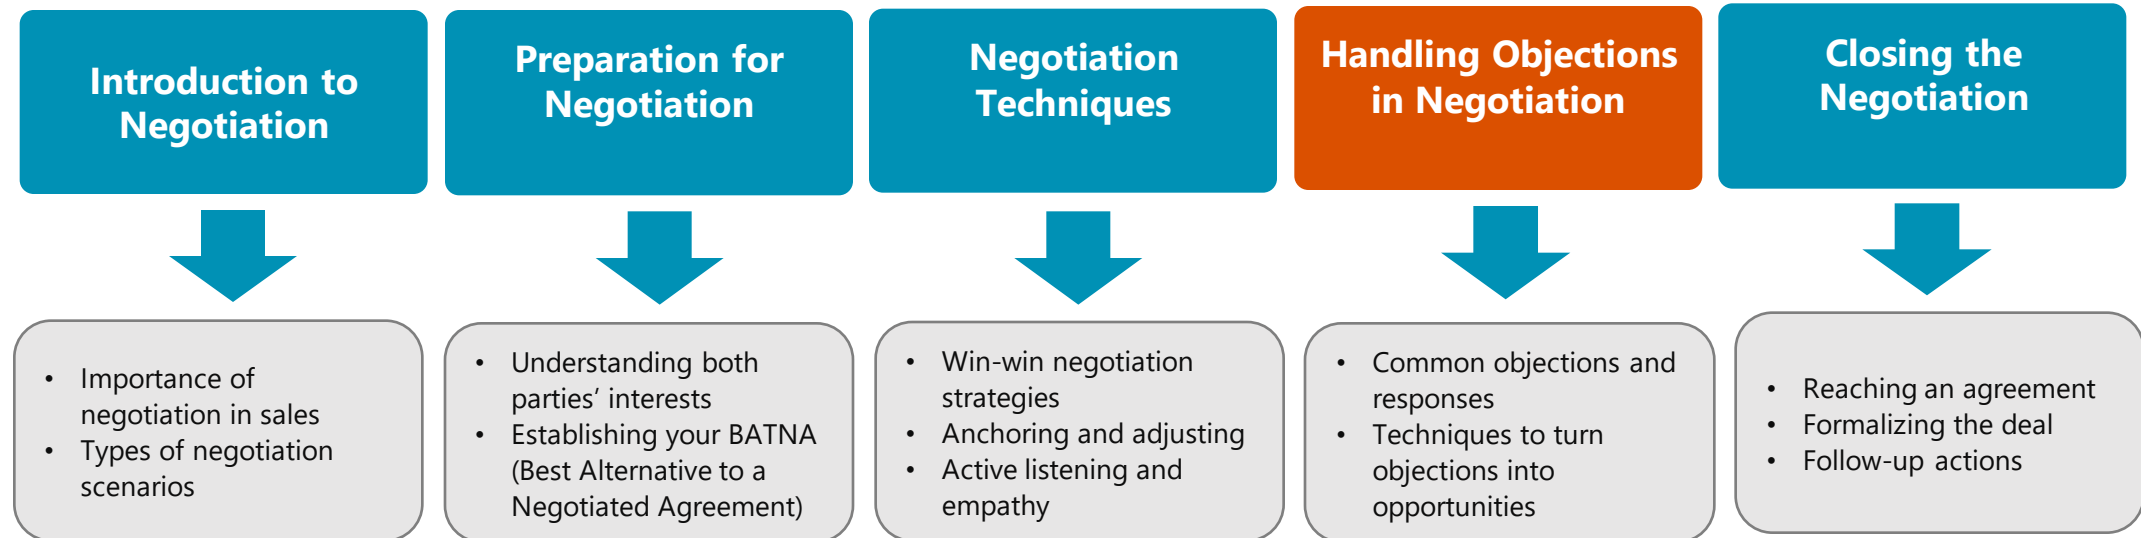 Introduction to
Negotiation
Preparation for
Negotiation
Negotiation
Techniques
Handling Objections
in Negotiation
Closing the
Negotiation
• Importance of
negotiation in sales
• Types of negotiation
scenarios
• Understanding both
parties’ interests
• Establishing your BATNA
(Best Alternative to a
Negotiated Agreement)
• Win-win negotiation
strategies
• Anchoring and adjusting
• Active listening and
empathy
• Common objections and
responses
• Techniques to turn
objections into
opportunities
• Reaching an agreement
• Formalizing the deal
• Follow-up actions